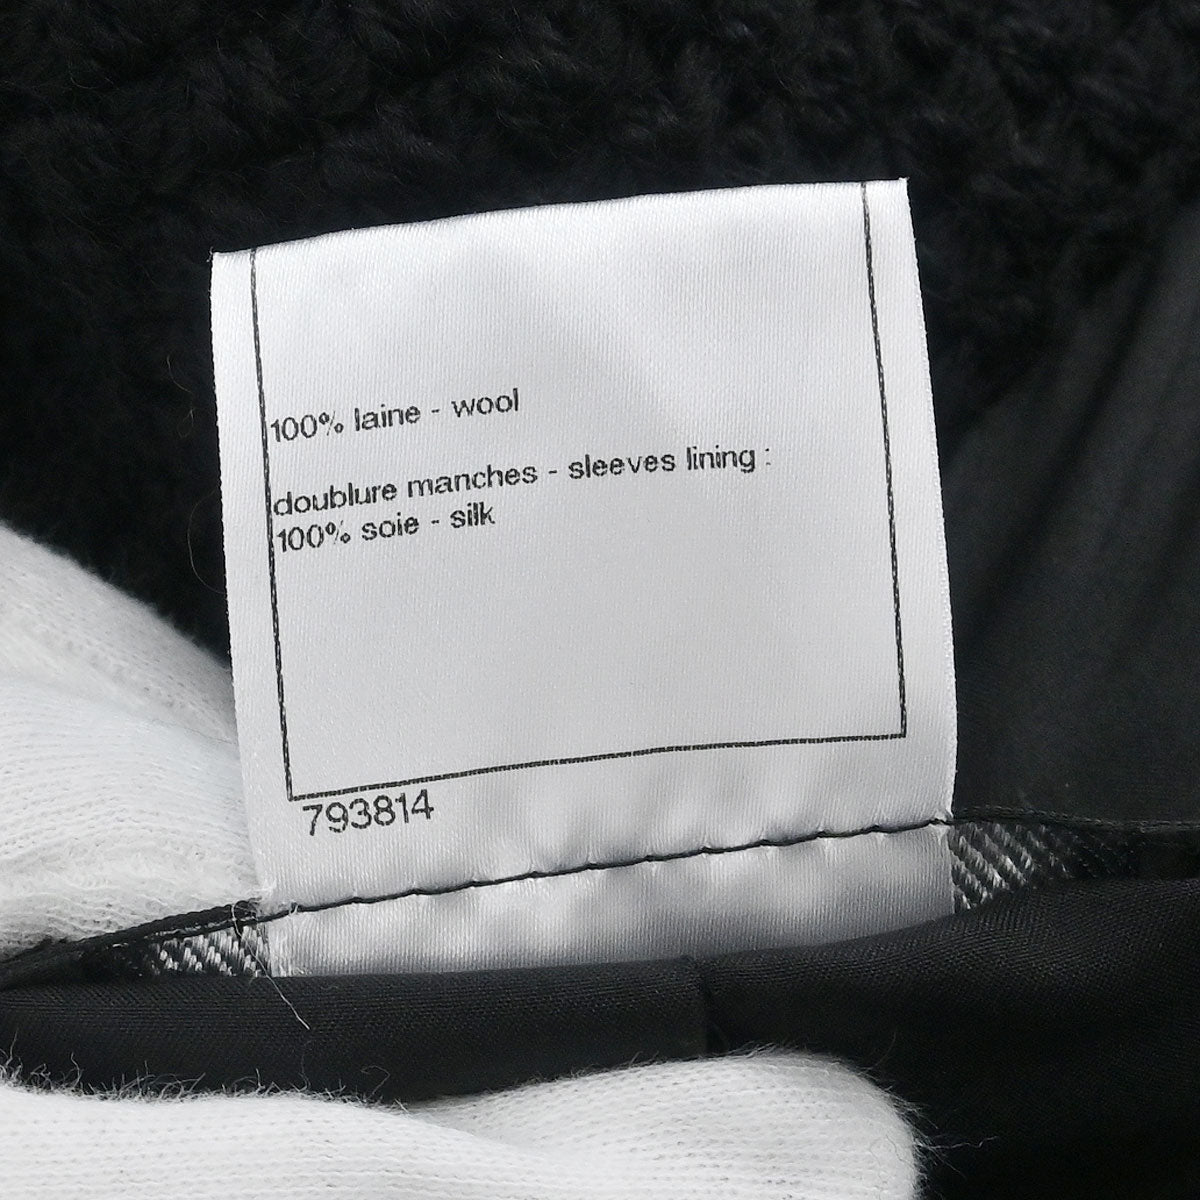 100% laine - wool
doublure manches - sleeves lining :
100% soie - silk
793814